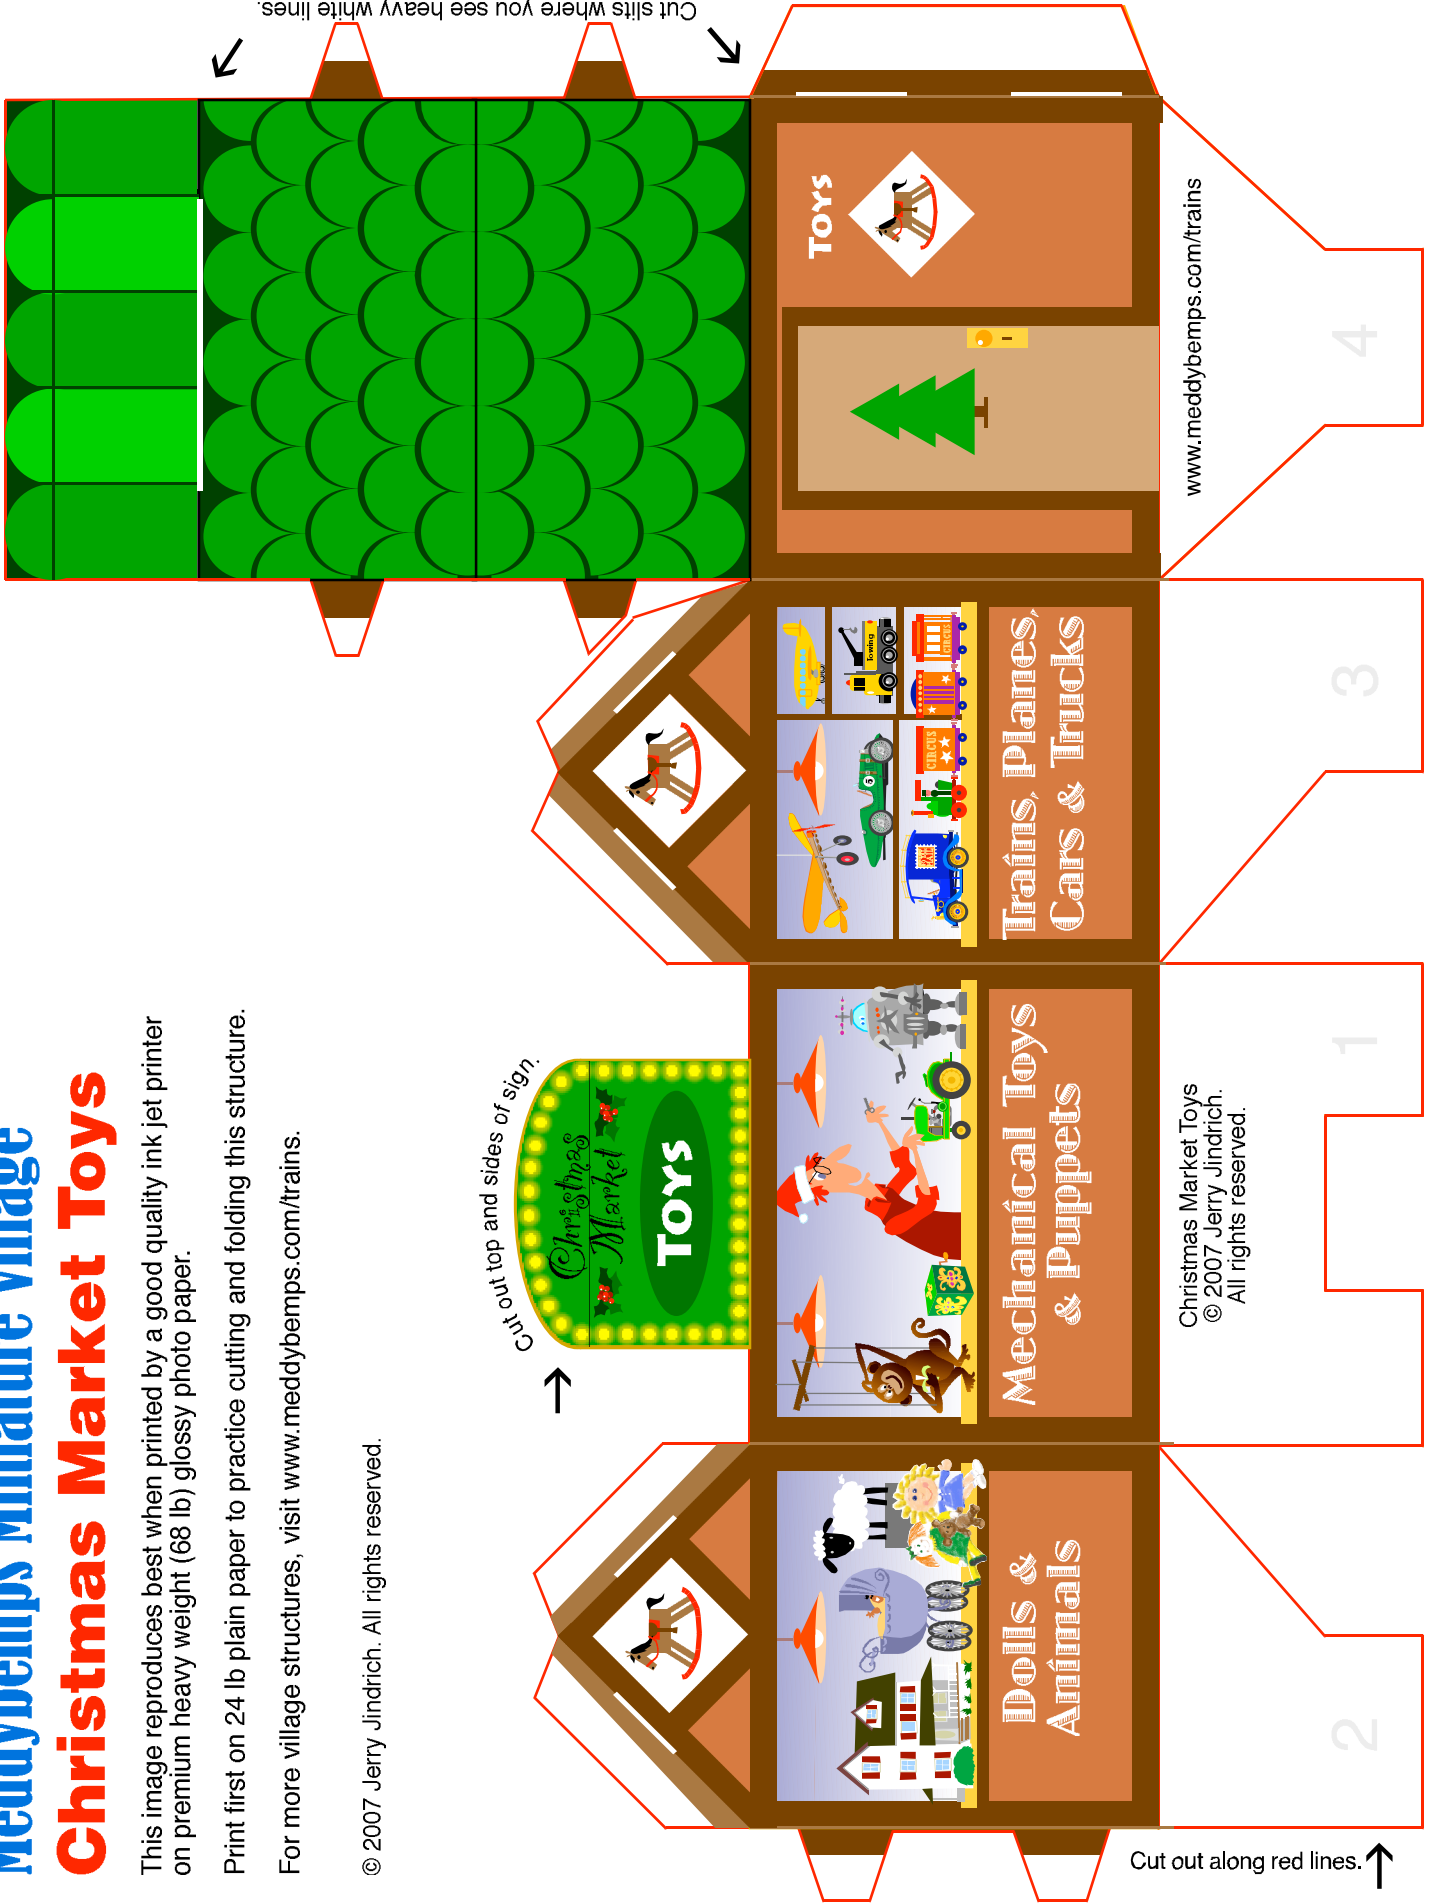 Meddybemps Miniature Village
Christmas Market Toys
This image reproduces best when printed by a good quality ink jet printer
on premium heavy weight (68 lb) glossy photo paper.
Print first on 24 lb plain paper to practice cutting and folding this structure.
For more village structures, visit www.meddybemps.com/trains.
© 2007 Jerry Jindrich. All rights reserved.
Cut slits where you see heavy white lines.
Cut out top and sides of sign.
Christmas
Market
TOYS
Dolls &
Animals
Mechanical Toys
& Puppets
Trains, Planes,
Cars & Trucks
towing
CIRCUS
CIRCUS
5
TOYS
Christmas Market Toys
© 2007 Jerry Jindrich.
All rights reserved.
www.meddybemps.com/trains
2
1
3
4
Cut out along red lines.